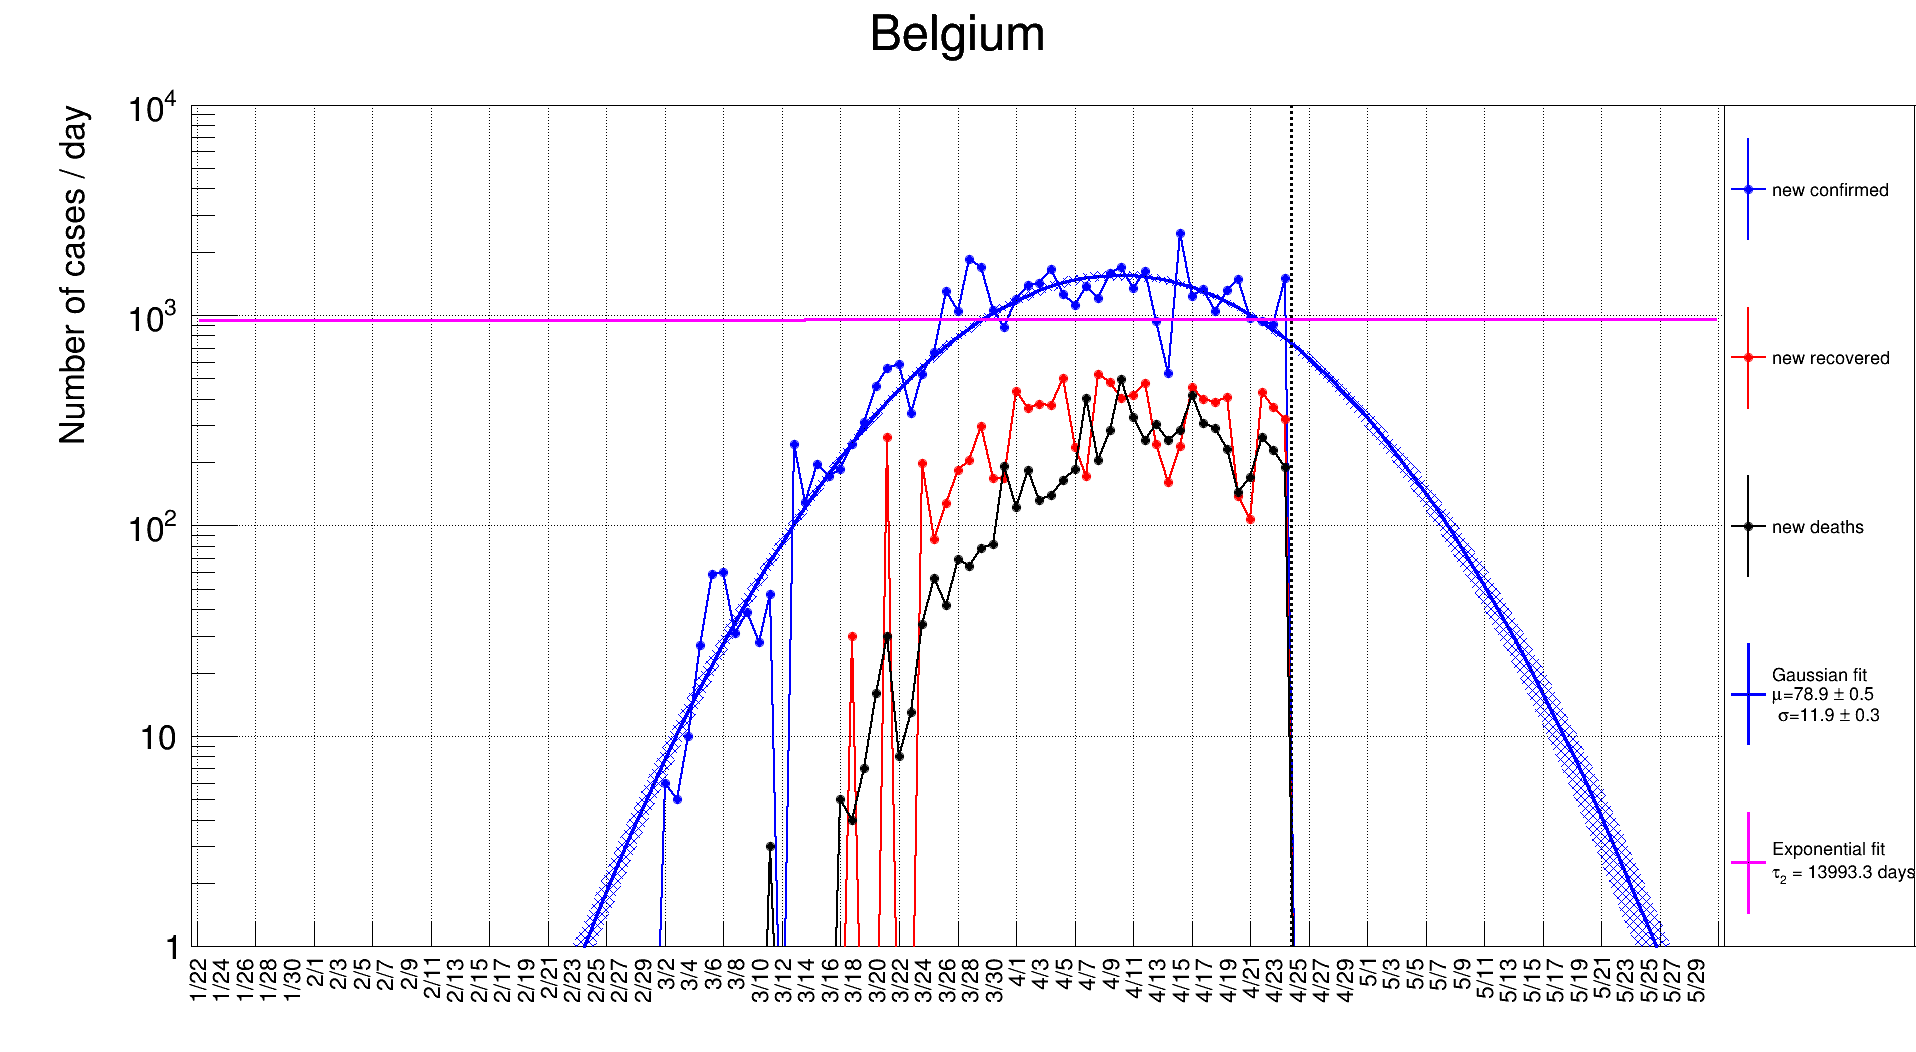 Belgium
Number of cases / day
10⁴
10³
10²
10
1
1/22 1/24 1/26 1/28 1/30 2/1 2/3 2/5 2/7 2/9 2/11 2/13 2/15 2/17 2/19 2/21 2/23 2/25 2/27 2/29 3/2 3/4 3/6 3/8 3/10 3/12 3/14 3/16 3/18 3/20 3/22 3/24 3/26 3/28 3/30 4/1 4/3 4/5 4/7 4/9 4/11 4/13 4/15 4/17 4/19 4/21 4/23 4/25 4/27 4/29 5/1 5/3 5/5 5/7 5/9 5/11 5/13 5/15 5/17 5/19 5/21 5/23 5/25 5/27 5/29
new confirmed
new recovered
new deaths
Gaussian fit
μ=78.9 ± 0.5
σ=11.9 ± 0.3
Exponential fit
τ₂ = 13993.3 days